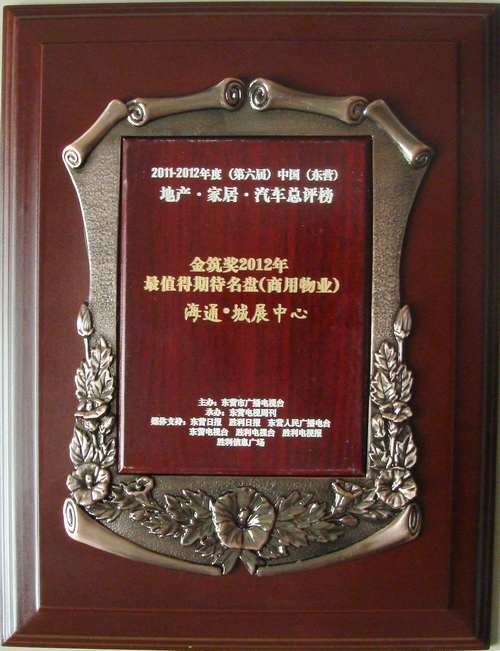 2011-2012年度（第六届）中国（东营）
地产·家居·汽车总评榜
金筑奖2012年
最值得期待名盘(商用物业)
海通·城展中心
主办：东营市广播电视台
承办：东营电视周刊
媒体支持：东营日报 胜利日报 东营人民广播电台
东营电视台 胜利电视台 胜利电视报
胜利信息广场